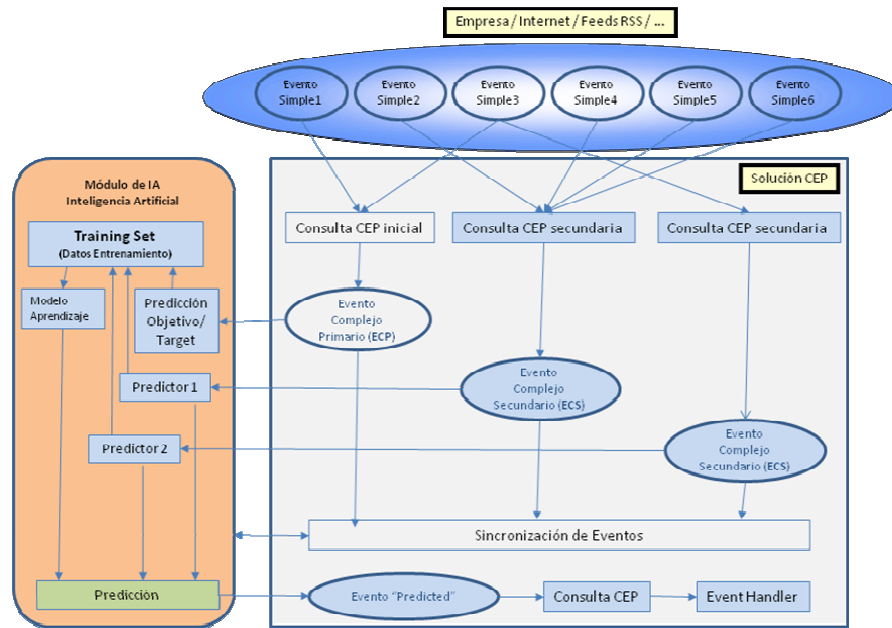 Empresa / Internet / Feeds RSS / ...
Evento
Simple1
Evento
Simple2
Evento
Simple3
Evento
Simple4
Evento
Simple5
Evento
Simple6
Solución CEP
Módulo de IA
Inteligencia Artificial
Training Set
(Datos Entrenamiento)
Modelo
Aprendizaje
Predicción
Objetivo/
Target
Predictor 1
Predictor 2
Predicción
Consulta CEP inicial
Consulta CEP secundaria
Consulta CEP secundaria
Evento
Complejo
Primario (ECP)
Evento
Complejo
Secundario (ECS)
Evento
Complejo
Secundario (ECS)
Sincronización de Eventos
Evento "Predicted"
Consulta CEP
Event Handler